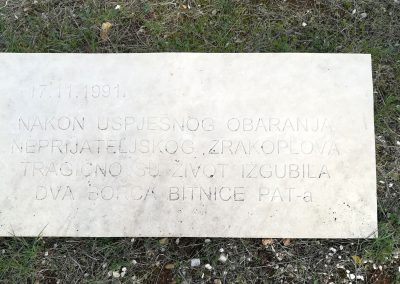 17.11.1991.
NAKON USPJEŠNOG OBARANJA
NEPRIJATELJSKOG ZRAKOPLOVA
TRAGIČNO SU ŽIVOT IZGUBILA
DVA BORCA BITNICE PAT-a